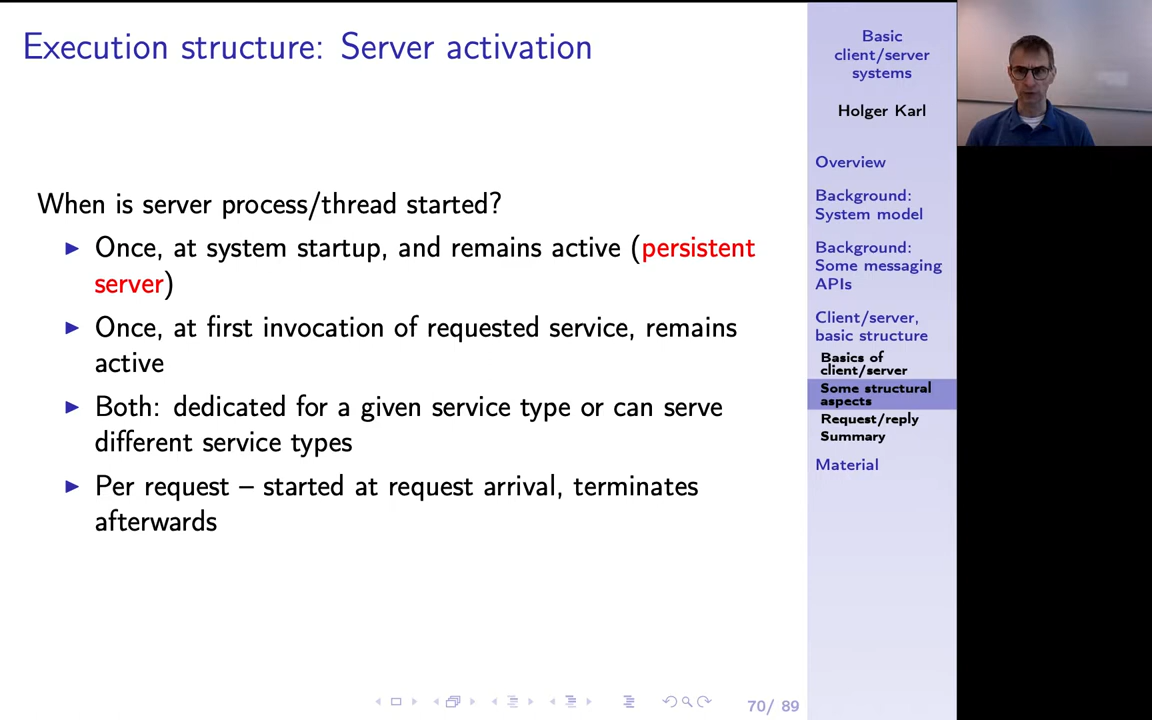 Execution structure: Server activation
When is server process/thread started?
Once, at system startup, and remains active (persistent
server)
Once, at first invocation of requested service, remains
active
Both: dedicated for a given service type or can serve
different service types
Per request – started at request arrival, terminates
afterwards
70/ 89
Basic
client/server
systems
Holger Karl
Overview
Background:
System model
Background:
Some messaging
APIs
Client/server,
basic structure
Basics of
client/server
Some structural
aspects
Request/reply
Summary
Material